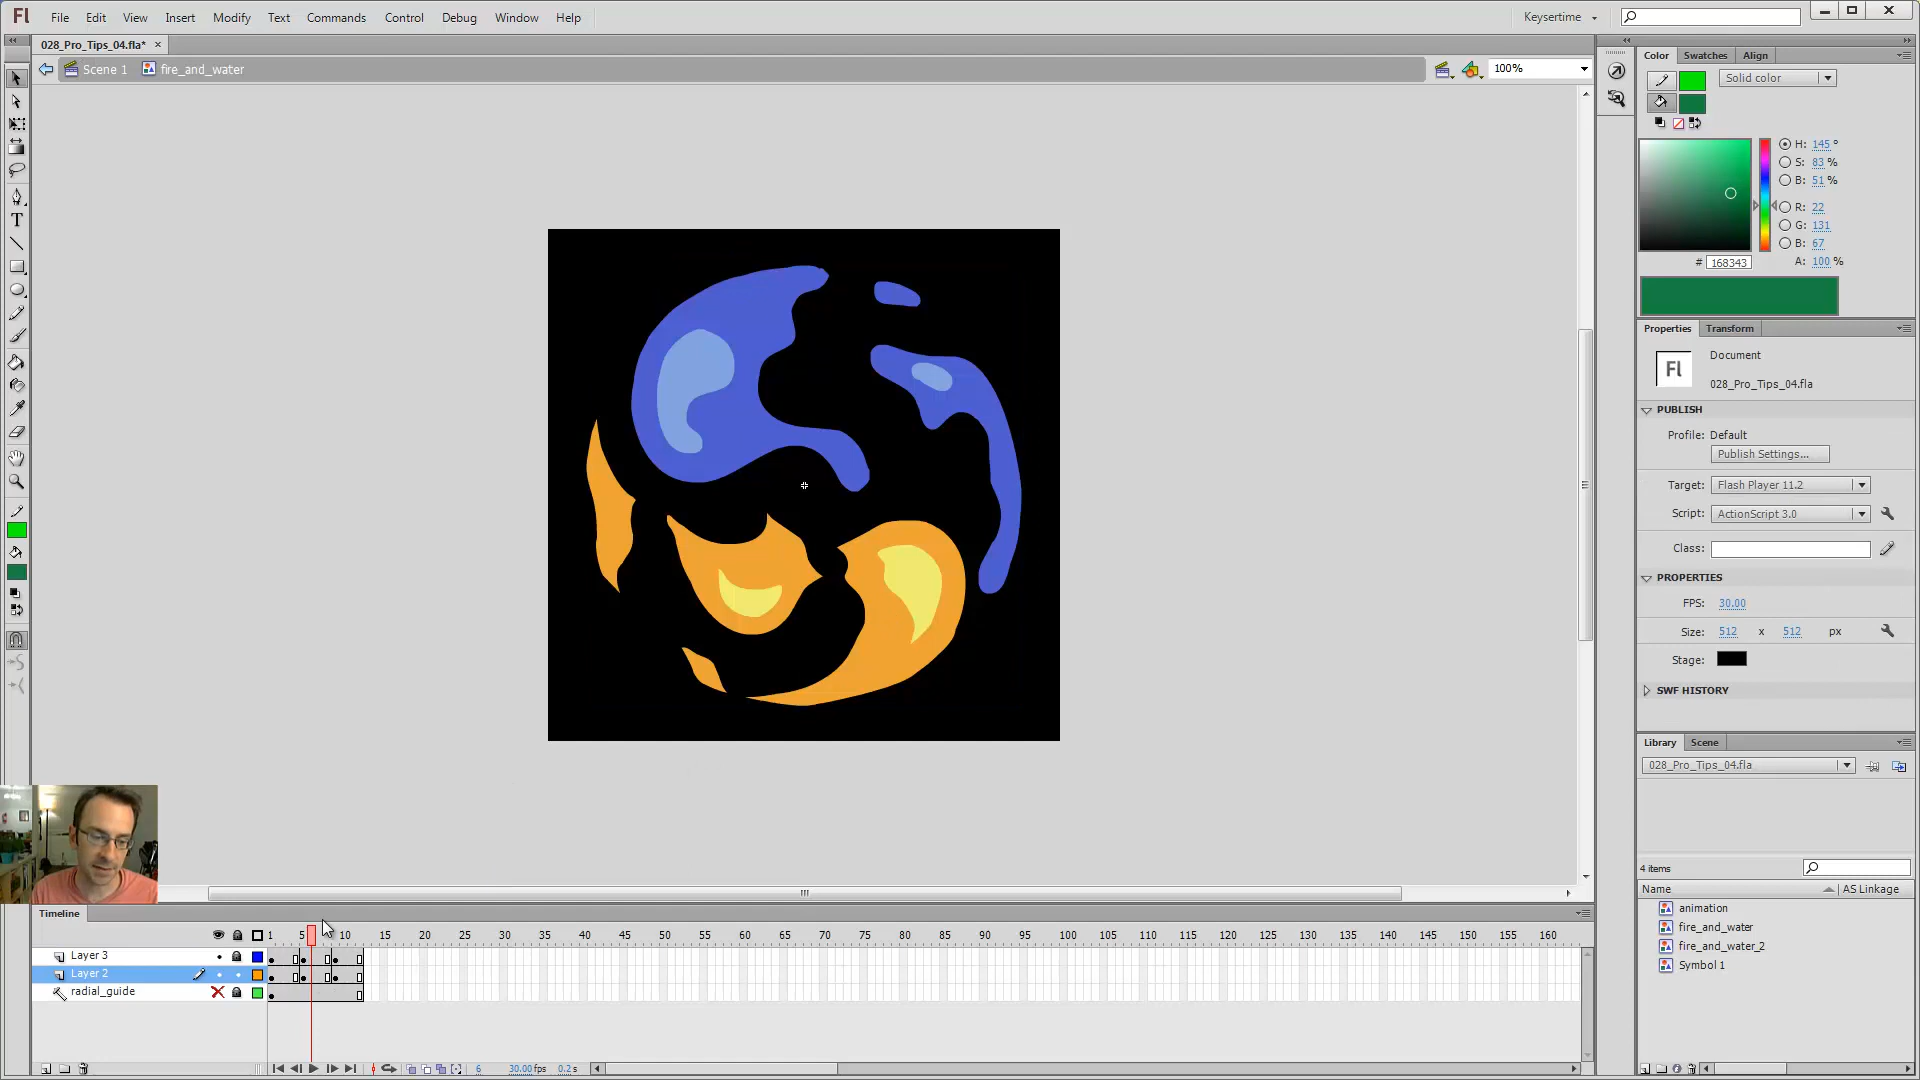 Fl File Edit View Insert Modify Text Commands Control Debug Window Help Keysertime
028_Pro_Tips_04.fla* ×
Scene 1 fire_and_water 100%
Color Swatches Align
Solid color
H: 145 °
S: 83 %
B: 51 %
R: 22
G: 131
B: 67
# 168343 A: 100 %
Properties Transform
Fl Document
028_Pro_Tips_04.fla
PUBLISH
Profile: Default
Publish Settings...
Target: Flash Player 11.2
Script: ActionScript 3.0
Class:
PROPERTIES
FPS: 30.00
Size: 512 x 512 px
Stage:
SWF HISTORY
Library Scene
028_Pro_Tips_04.fla
4 items
Name AS Linkage
animation
fire_and_water
fire_and_water_2
Symbol 1
Timeline
1 5 10 15 20 25 30 35 40 45 50 55 60 65 70 75 80 85 90 95 100 105 110 115 120 125 130 135 140 145 150 155 160
Layer 3
Layer 2
radial_guide
6 30.00fps 0.2s